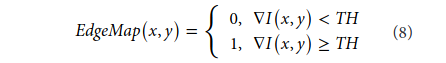 EdgeMap(x, y) = { 0, ∇I(x, y) < TH
1, ∇I(x, y) ≥ TH (8)